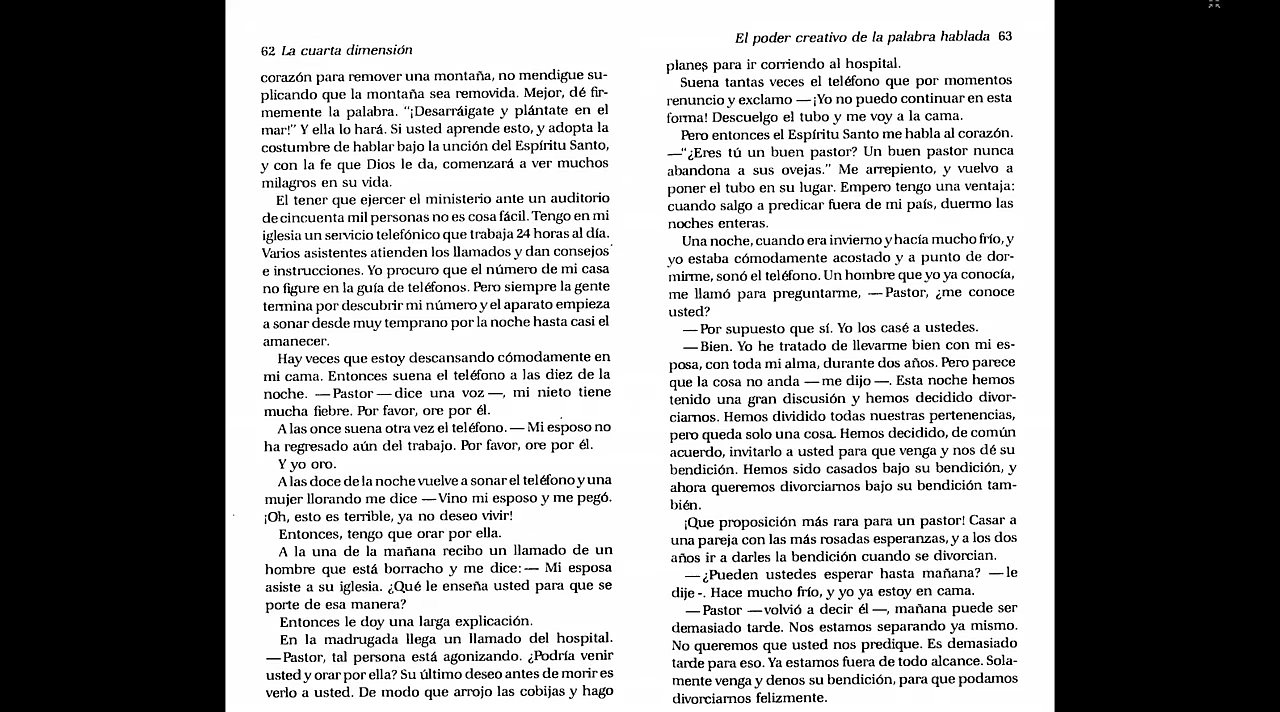 62 La cuarta dimensión
corazón para remover una montaña, no mendigue su-
plicando que la montaña sea removida. Mejor, dé fir-
memente la palabra. "¡Desarráigate y plántate en el
mar!" Y ella lo hará. Si usted aprende esto, y adopta la
costumbre de hablar bajo la unción del Espíritu Santo,
y con la fe que Dios le da, comenzará a ver muchos
milagros en su vida.
El tener que ejercer el ministerio ante un auditorio
de cincuenta mil personas no es cosa fácil. Tengo en mi
iglesia un servicio telefónico que trabaja 24 horas al día.
Varios asistentes atienden los llamados y dan consejos
e instrucciones. Yo procuro que el número de mi casa
no figure en la guía de teléfonos. Pero siempre la gente
termina por descubrir mi número y el aparato empieza
a sonar desde muy temprano por la noche hasta casi el
amanecer.
Hay veces que estoy descansando cómodamente en
mi cama. Entonces suena el teléfono a las diez de la
noche. —Pastor —dice una voz—, mi nieto tiene
mucha fiebre. Por favor, ore por él.
A las once suena otra vez el teléfono. — Mi esposo no
ha regresado aún del trabajo. Por favor, ore por él.
Y yo oro.
A las doce de la noche vuelve a sonar el teléfono y una
mujer llorando me dice —Vino mi esposo y me pegó.
¡Oh, esto es terrible, ya no deseo vivir!
Entonces, tengo que orar por ella.
A la una de la mañana recibo un llamado de un
hombre que está borracho y me dice: — Mi esposa
asiste a su iglesia. ¿Qué le enseña usted para que se
porte de esa manera?
Entonces le doy una larga explicación.
En la madrugada llega un llamado del hospital.
—Pastor, tal persona está agonizando. ¿Podría venir
usted y orar por ella? Su último deseo antes de morir es
verlo a usted. De modo que arrojo las cobijas y hago
El poder creativo de la palabra hablada 63
planes para ir corriendo al hospital.
Suena tantas veces el teléfono que por momentos
renuncio y exclamo —¡Yo no puedo continuar en esta
forma! Descuelgo el tubo y me voy a la cama.
Pero entonces el Espíritu Santo me habla al corazón.
—"¿Eres tú un buen pastor? Un buen pastor nunca
abandona a sus ovejas." Me arrepiento, y vuelvo a
poner el tubo en su lugar. Empero tengo una ventaja:
cuando salgo a predicar fuera de mi país, duermo las
noches enteras.
Una noche, cuando era invierno y hacía mucho frío, y
yo estaba cómodamente acostado y a punto de dor-
mirme, sonó el teléfono. Un hombre que yo ya conocía,
me llamó para preguntarme, —Pastor, ¿me conoce
usted?
—Por supuesto que sí. Yo los casé a ustedes.
—Bien. Yo he tratado de llevarme bien con mi es-
posa, con toda mi alma, durante dos años. Pero parece
que la cosa no anda —me dijo —. Esta noche hemos
tenido una gran discusión y hemos decidido divor-
ciarnos. Hemos dividido todas nuestras pertenencias,
pero queda solo una cosa. Hemos decidido, de común
acuerdo, invitarlo a usted para que venga y nos dé su
bendición. Hemos sido casados bajo su bendición, y
ahora queremos divorciarnos bajo su bendición tam-
bién.
¡Que proposición más rara para un pastor! Casar a
una pareja con las más rosadas esperanzas, y a los dos
años ir a darles la bendición cuando se divorcian.
—¿Pueden ustedes esperar hasta mañana? —le
dije -. Hace mucho frío, y yo ya estoy en cama.
—Pastor —volvió a decir él —, mañana puede ser
demasiado tarde. Nos estamos separando ya mismo.
No queremos que usted nos predique. Es demasiado
tarde para eso. Ya estamos fuera de todo alcance. Sola-
mente venga y denos su bendición, para que podamos
divorciarnos felizmente.